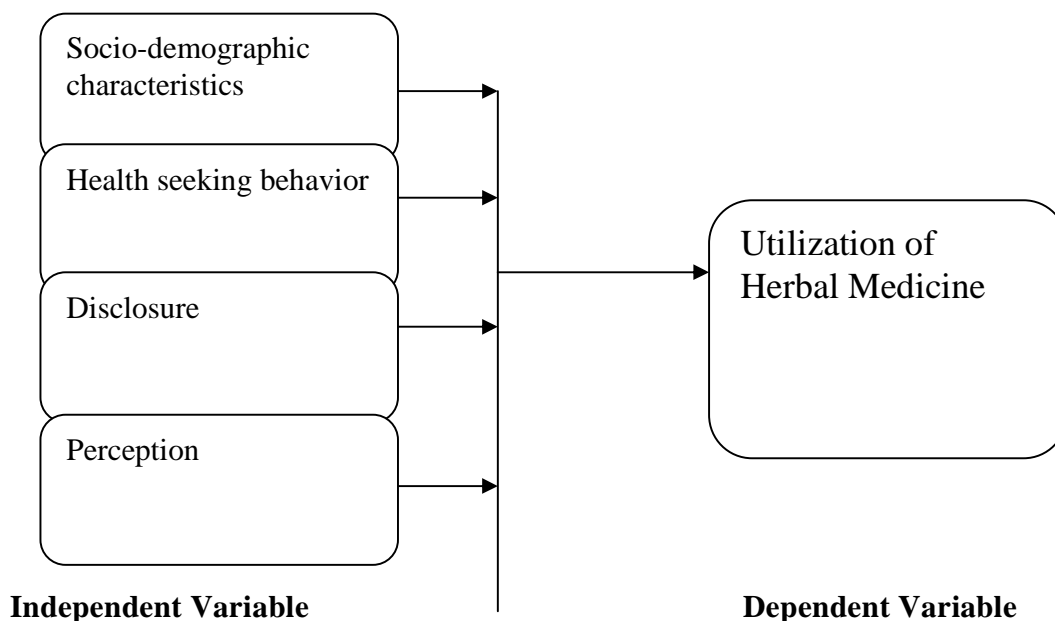 Socio-demographic
characteristics
Health seeking behavior
Disclosure
Perception
Utilization of
Herbal Medicine
Independent Variable
Dependent Variable